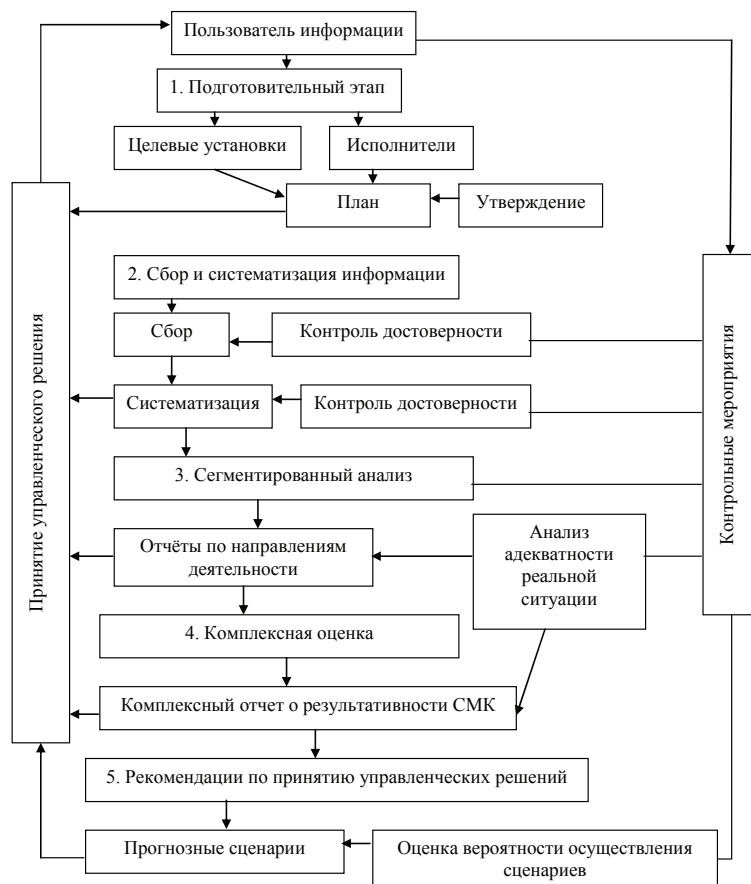 Пользователь информации
1. Подготовительный этап
Целевые установки
Исполнители
План
Утверждение
Принятие управленческого решения
Контрольные мероприятия
2. Сбор и систематизация информации
Сбор
Контроль достоверности
Систематизация
Контроль достоверности
3. Сегментированный анализ
Отчёты по направлениям
деятельности
Анализ
адекватности
реальной
ситуации
4. Комплексная оценка
Комплексный отчет о результативности СМК
5. Рекомендации по принятию управленческих решений
Прогнозные сценарии
Оценка вероятности осуществления
сценариев